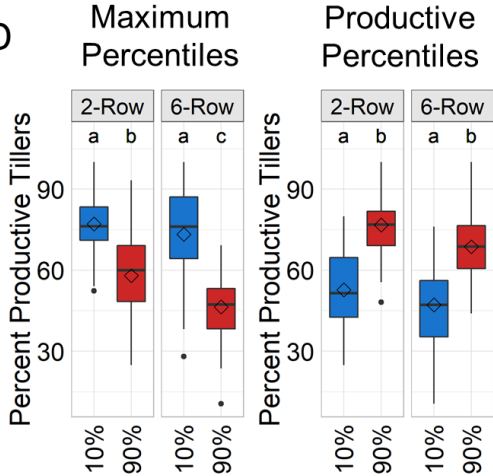 Maximum
Percentiles
2-Row 6-Row
a b a c
Percent Productive Tillers
90
60
30
10% 90% 10% 90%
Productive
Percentiles
2-Row 6-Row
a b a b
Percent Productive Tillers
90
60
30
10% 90% 10% 90%